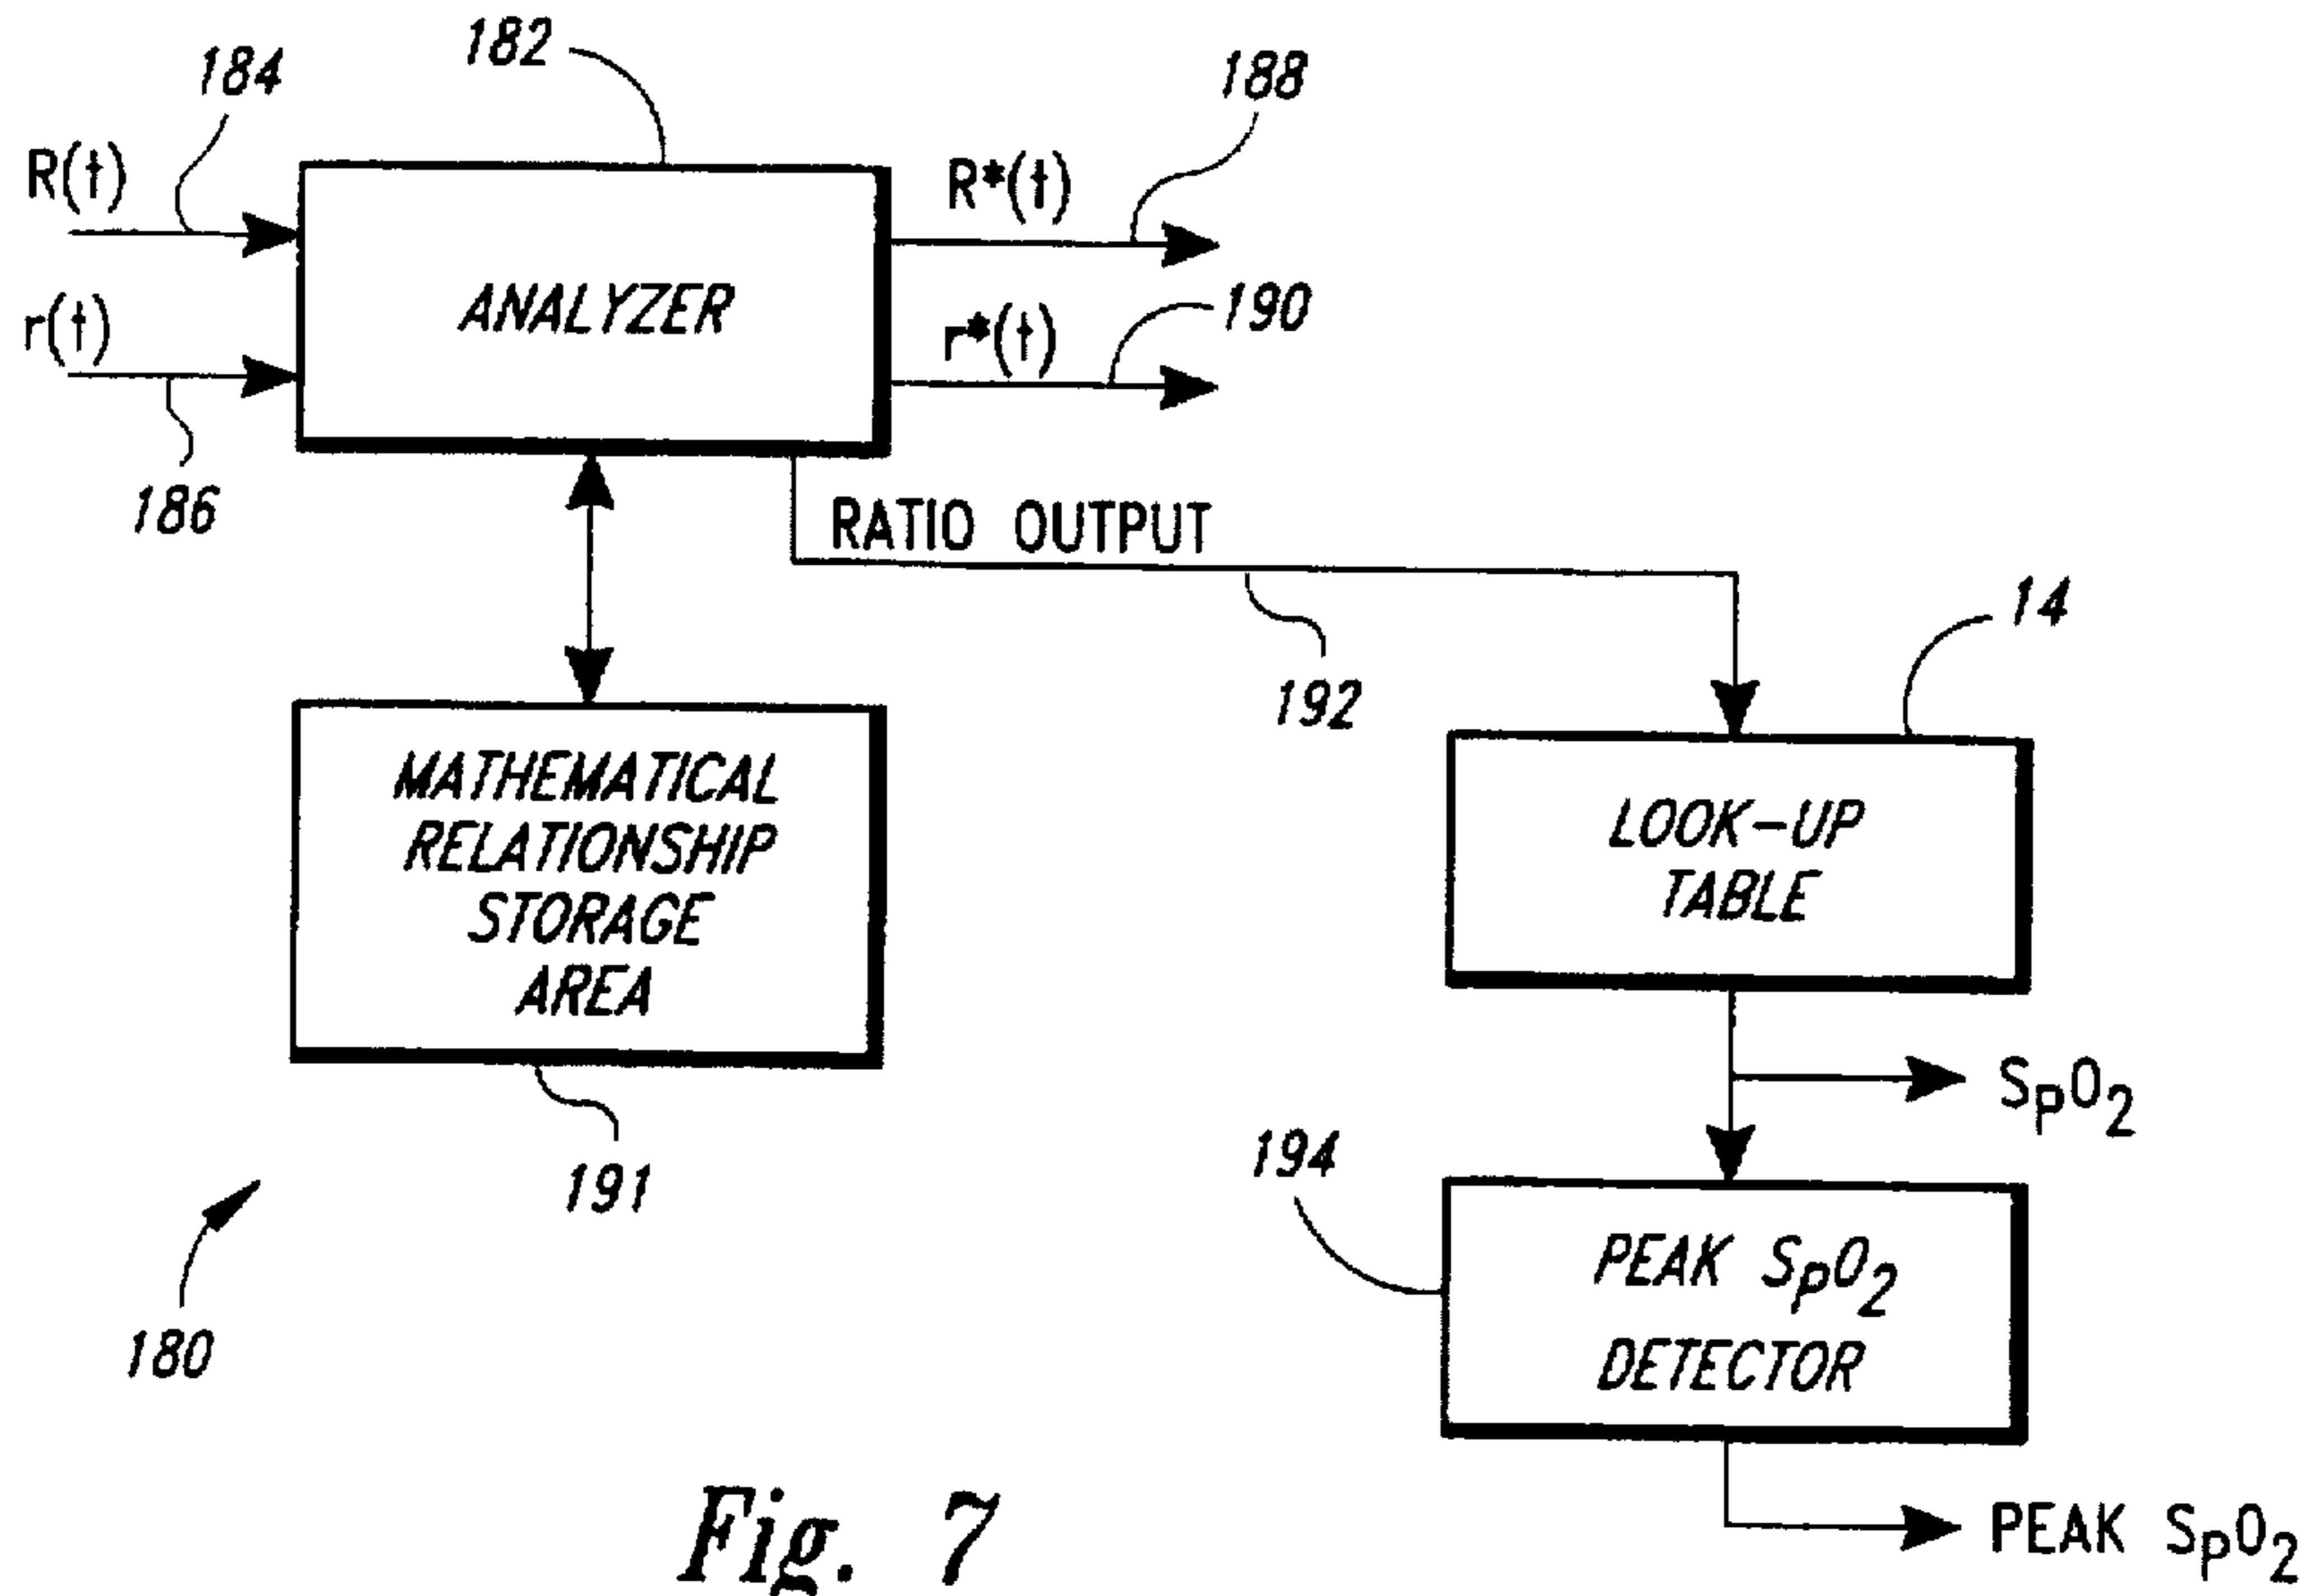 182
184
188
R(t)
R*(t)
ANALYZER
190
r(t)
r*(t)
186
RATIO OUTPUT
14
192
MATHEMATICAL
RELATIONSHIP
STORAGE
AREA
LOOK-UP
TABLE
SpO2
191
194
PEAK SpO2
DETECTOR
180
PEAK SpO2
Fig. 7